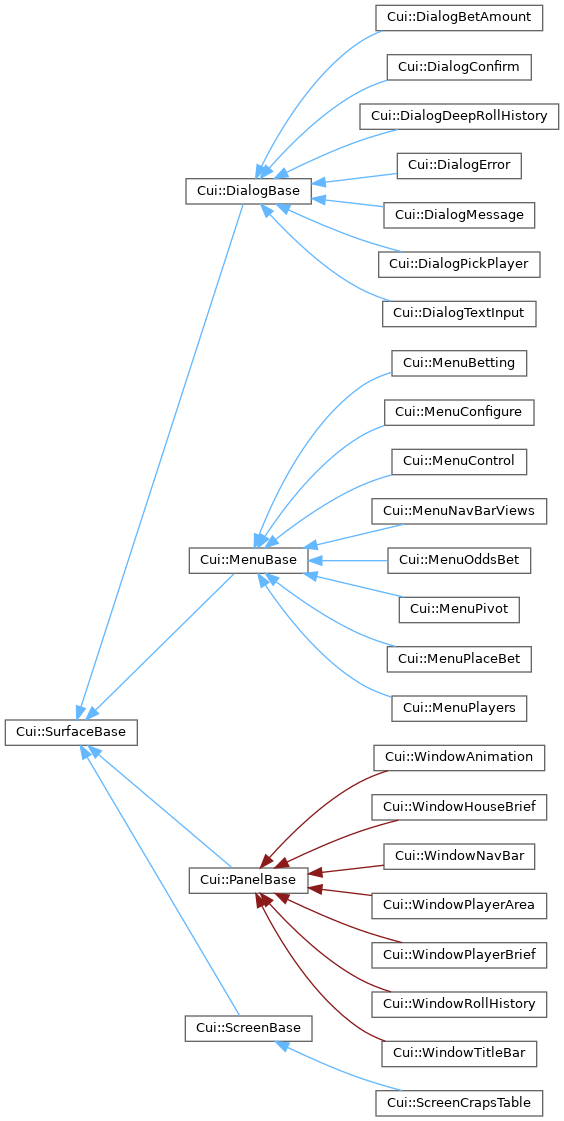 Cui::DialogBetAmount
Cui::DialogConfirm
Cui::DialogDeepRollHistory
Cui::DialogError
Cui::DialogBase
Cui::DialogMessage
Cui::DialogPickPlayer
Cui::DialogTextInput
Cui::MenuBetting
Cui::MenuConfigure
Cui::MenuControl
Cui::MenuNavBarViews
Cui::MenuBase
Cui::MenuOddsBet
Cui::MenuPivot
Cui::MenuPlaceBet
Cui::MenuPlayers
Cui::SurfaceBase
Cui::WindowAnimation
Cui::WindowHouseBrief
Cui::WindowNavBar
Cui::PanelBase
Cui::WindowPlayerArea
Cui::WindowPlayerBrief
Cui::WindowRollHistory
Cui::ScreenBase
Cui::WindowTitleBar
Cui::ScreenCrapsTable